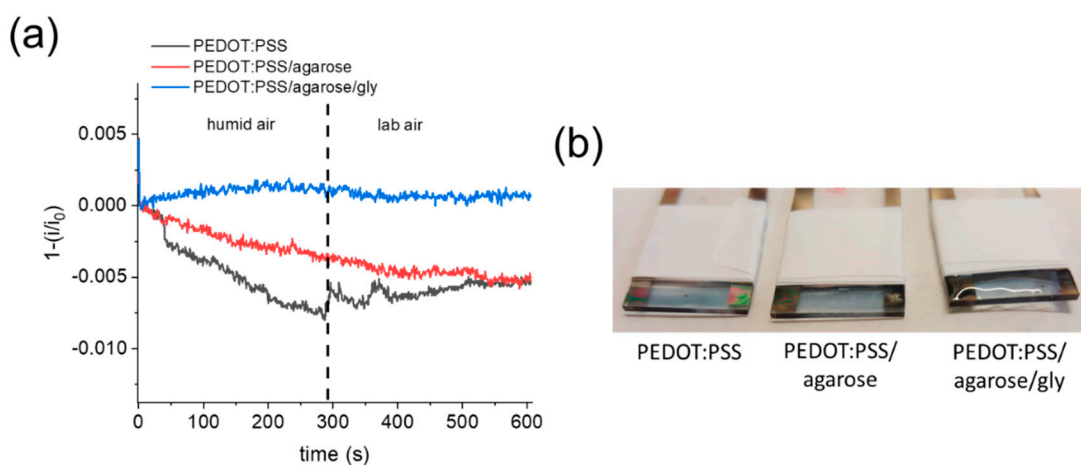 (a)
PEDOT:PSS
PEDOT:PSS/agarose
PEDOT:PSS/agarose/gly
humid air
lab air
0.005
0.000
-0.005
-0.010
1-(i/i0)
0
100
200
300
400
500
600
time (s)
(b)
PEDOT:PSS
PEDOT:PSS/
agarose
PEDOT:PSS/
agarose/gly